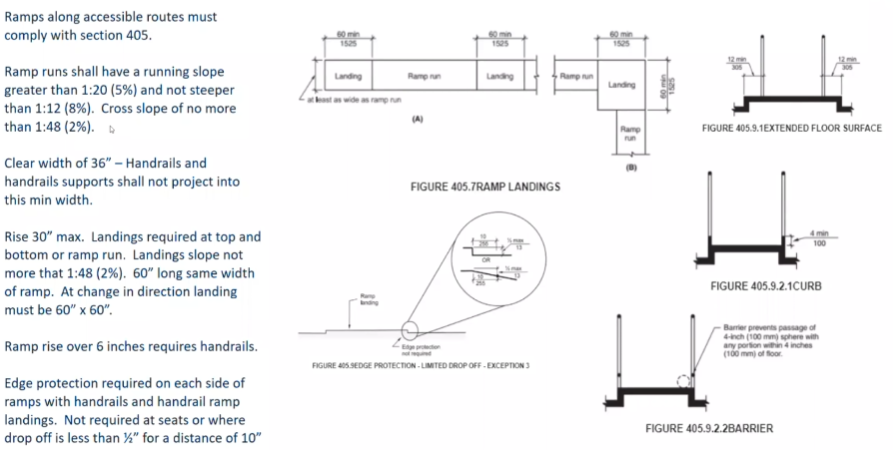 Ramps along accessible routes must
comply with section 405.
Ramp runs shall have a running slope
greater than 1:20 (5%) and not steeper
than 1:12 (8%). Cross slope of no more
than 1:48 (2%).
Clear width of 36” – Handrails and
handrails supports shall not project into
this min width.
Rise 30” max. Landings required at top and
bottom or ramp run. Landings slope not
more that 1:48 (2%). 60” long same width
of ramp. At change in direction landing
must be 60” x 60”.
Ramp rise over 6 inches requires handrails.
Edge protection required on each side of
ramps with handrails and handrail ramp
landings. Not required at seats or where
drop off is less than ½” for a distance of 10”
60 min
1525
60 min
1525
60 min
1525
Landing
Ramp run
Landing
Ramp run
Landing
60 min
1525
at least as wide as ramp run
(A)
Ramp
run
(B)
FIGURE 405.7RAMP LANDINGS
12 min
305
12 min
305
FIGURE 405.9.1EXTENDED FLOOR SURFACE
4 min
100
FIGURE 405.9.2.1CURB
½ max
13
OR
½ max
13
Ramp
landing
Edge protection
not required
FIGURE 405.9EDGE PROTECTION - LIMITED DROP OFF - EXCEPTION 3
Barrier prevents passage of
4-inch (100 mm) sphere with
any portion within 4 inches
(100 mm) of floor.
FIGURE 405.9.2.2BARRIER